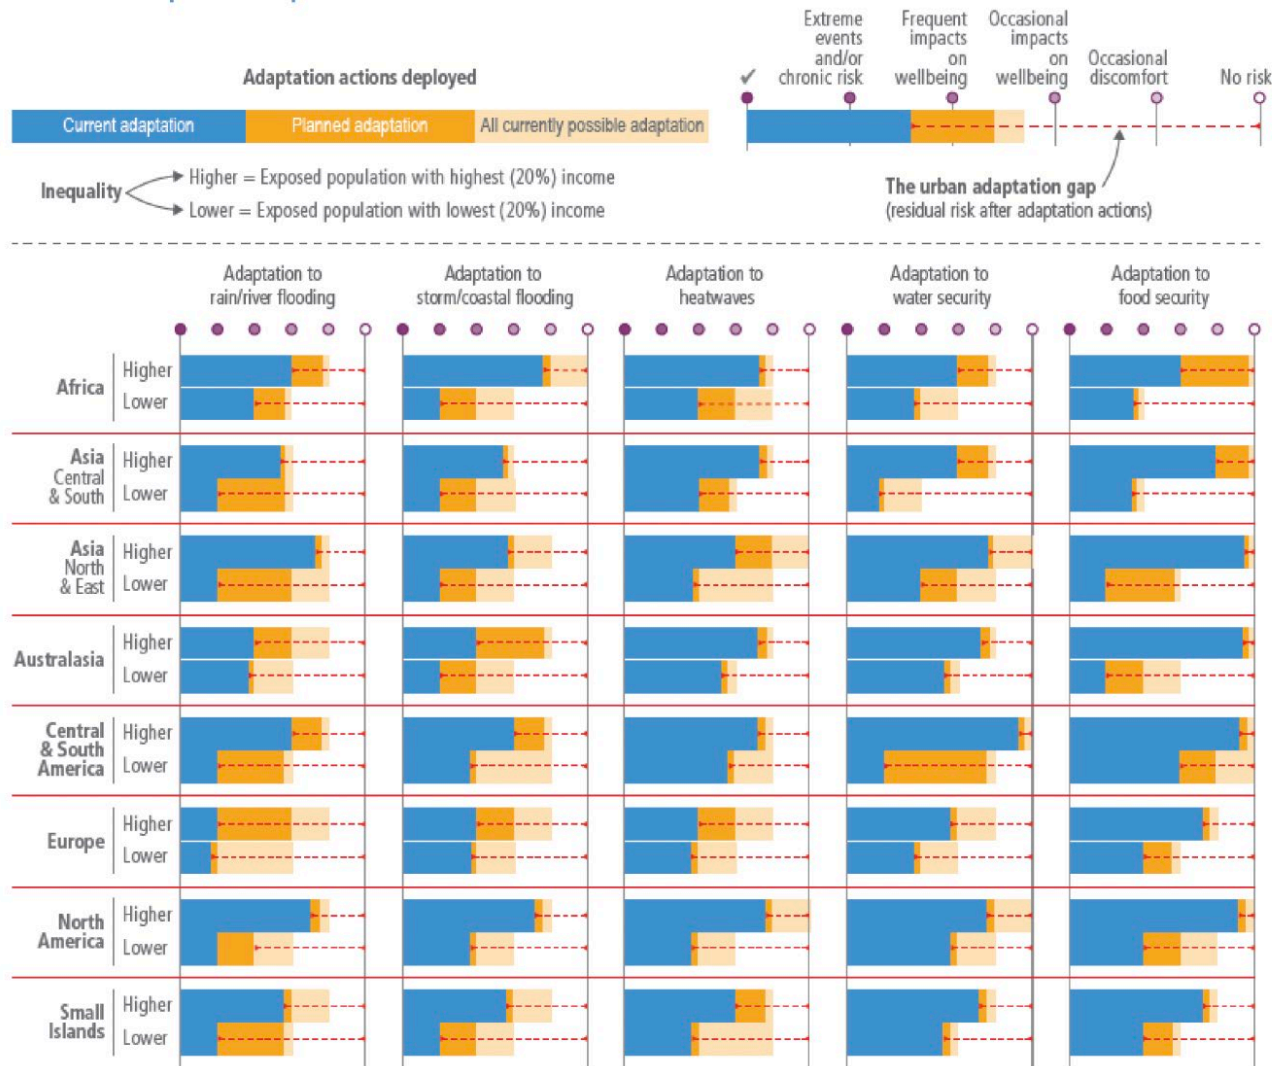 Extreme
events
and/or
chronic risk
Frequent
impacts
on
wellbeing
Occasional
impacts
on
wellbeing
Occasional
discomfort
No risk
✓
Adaptation actions deployed
Current adaptation
Planned adaptation
All currently possible adaptation
Inequality
Higher = Exposed population with highest (20%) income
Lower = Exposed population with lowest (20%) income
The urban adaptation gap
(residual risk after adaptation actions)
Adaptation to
rain/river flooding
Adaptation to
storm/coastal flooding
Adaptation to
heatwaves
Adaptation to
water security
Adaptation to
food security
Africa
Higher
Lower
Asia
Central
& South
Higher
Lower
Asia
North
& East
Higher
Lower
Australasia
Higher
Lower
Central
& South
America
Higher
Lower
Europe
Higher
Lower
North
America
Higher
Lower
Small
Islands
Higher
Lower